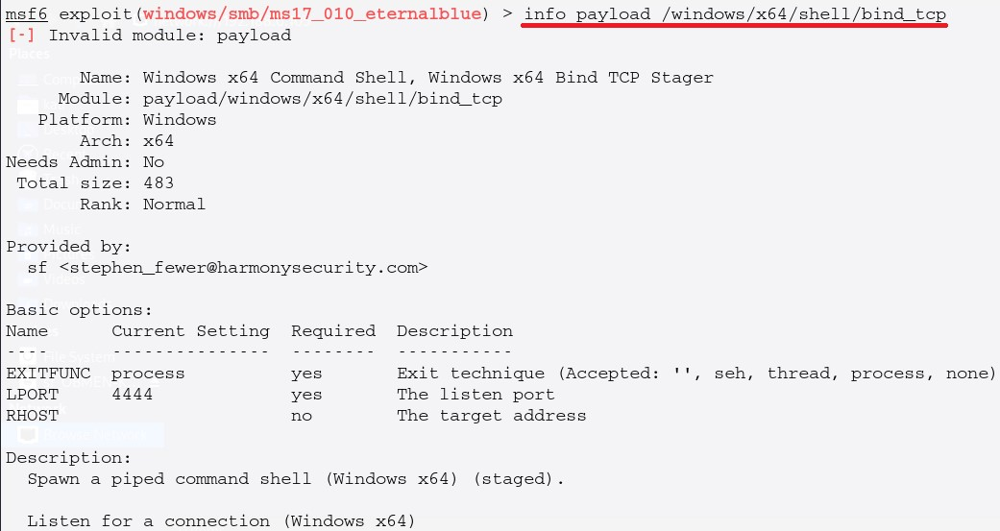 msf6 exploit(windows/smb/ms17_010_eternalblue) > info payload /windows/x64/shell/bind_tcp
[-] Invalid module: payload
Places
Name: Windows x64 Command Shell, Windows x64 Bind TCP Stager
Module: payload/windows/x64/shell/bind_tcp
Platform: Windows
Arch: x64
Needs Admin: No
Total size: 483
Rank: Normal
Provided by:
sf <stephen_fewer@harmonysecurity.com>
Basic options:
Name Current Setting Required Description
---- --------------- -------- -----------
EXITFUNC process yes Exit technique (Accepted: '', seh, thread, process, none)
LPORT 4444 yes The listen port
RHOST no The target address
Description:
Spawn a piped command shell (Windows x64) (staged).
Listen for a connection (Windows x64)